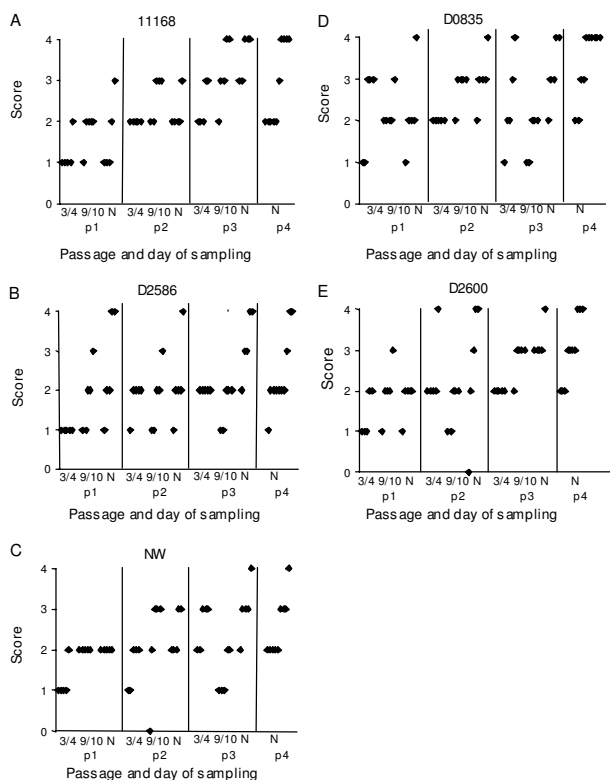 A
11168
Score
4
3
2
1
0
3/4 9/10 N
p1
3/4 9/10 N
p2
3/4 9/10 N
p3
N
p4
Passage and day of sampling
D
D0835
Score
4
3
2
1
0
3/4 9/10 N
p1
3/4 9/10 N
p2
3/4 9/10 N
p3
N
p4
Passage and day of sampling
B
D2586
Score
4
3
2
1
0
3/4 9/10 N
p1
3/4 9/10 N
p2
3/4 9/10 N
p3
N
p4
Passage and day of sampling
E
D2600
Score
4
3
2
1
0
3/4 9/10 N
p1
3/4 9/10 N
p2
3/4 9/10 N
p3
N
p4
Passage and day of sampling
C
NW
Score
4
3
2
1
0
3/4 9/10 N
p1
3/4 9/10 N
p2
3/4 9/10 N
p3
N
p4
Passage and day of sampling